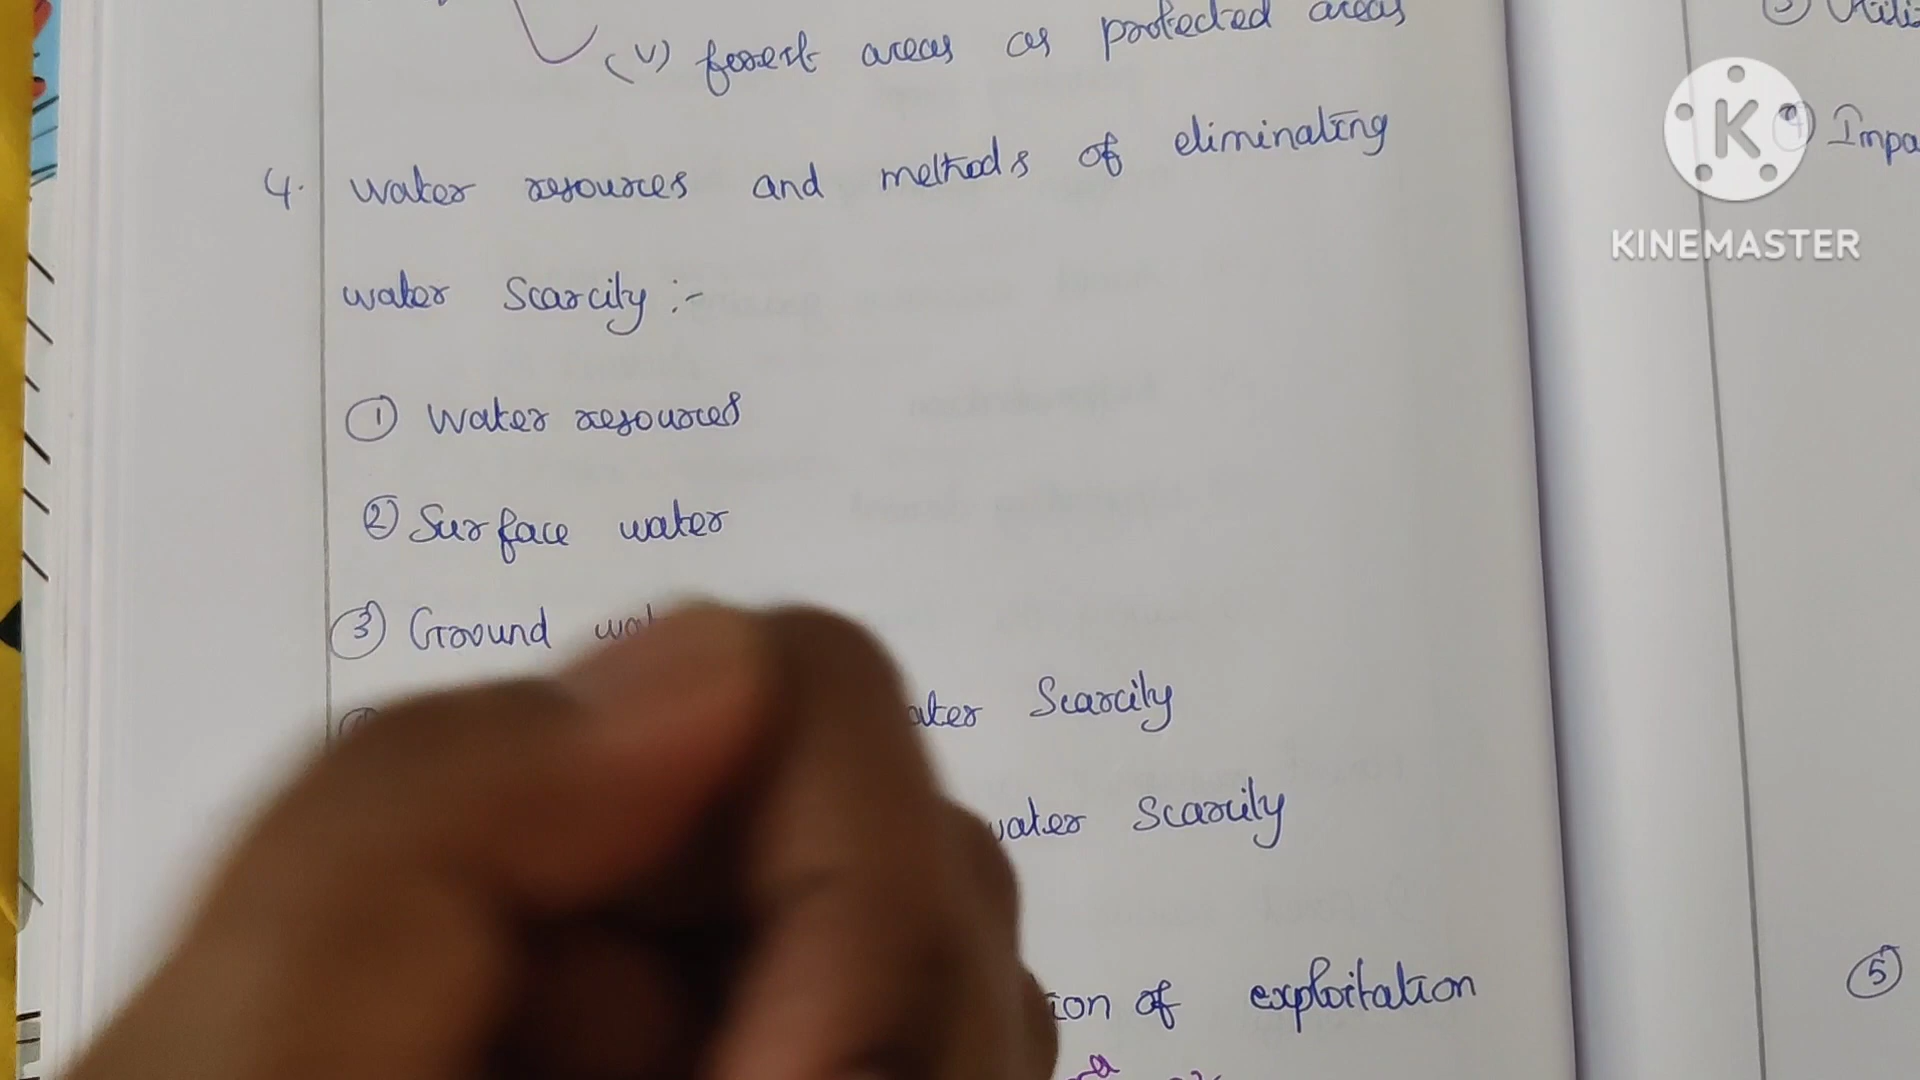 (v) forest areas as protected areas
4. water resources and methods of eliminating
water Scarcity :-
① Water resources
② Surface water
③ Ground
Scarcity
water Scarcity
of exploitation
⑤
KINEMASTER